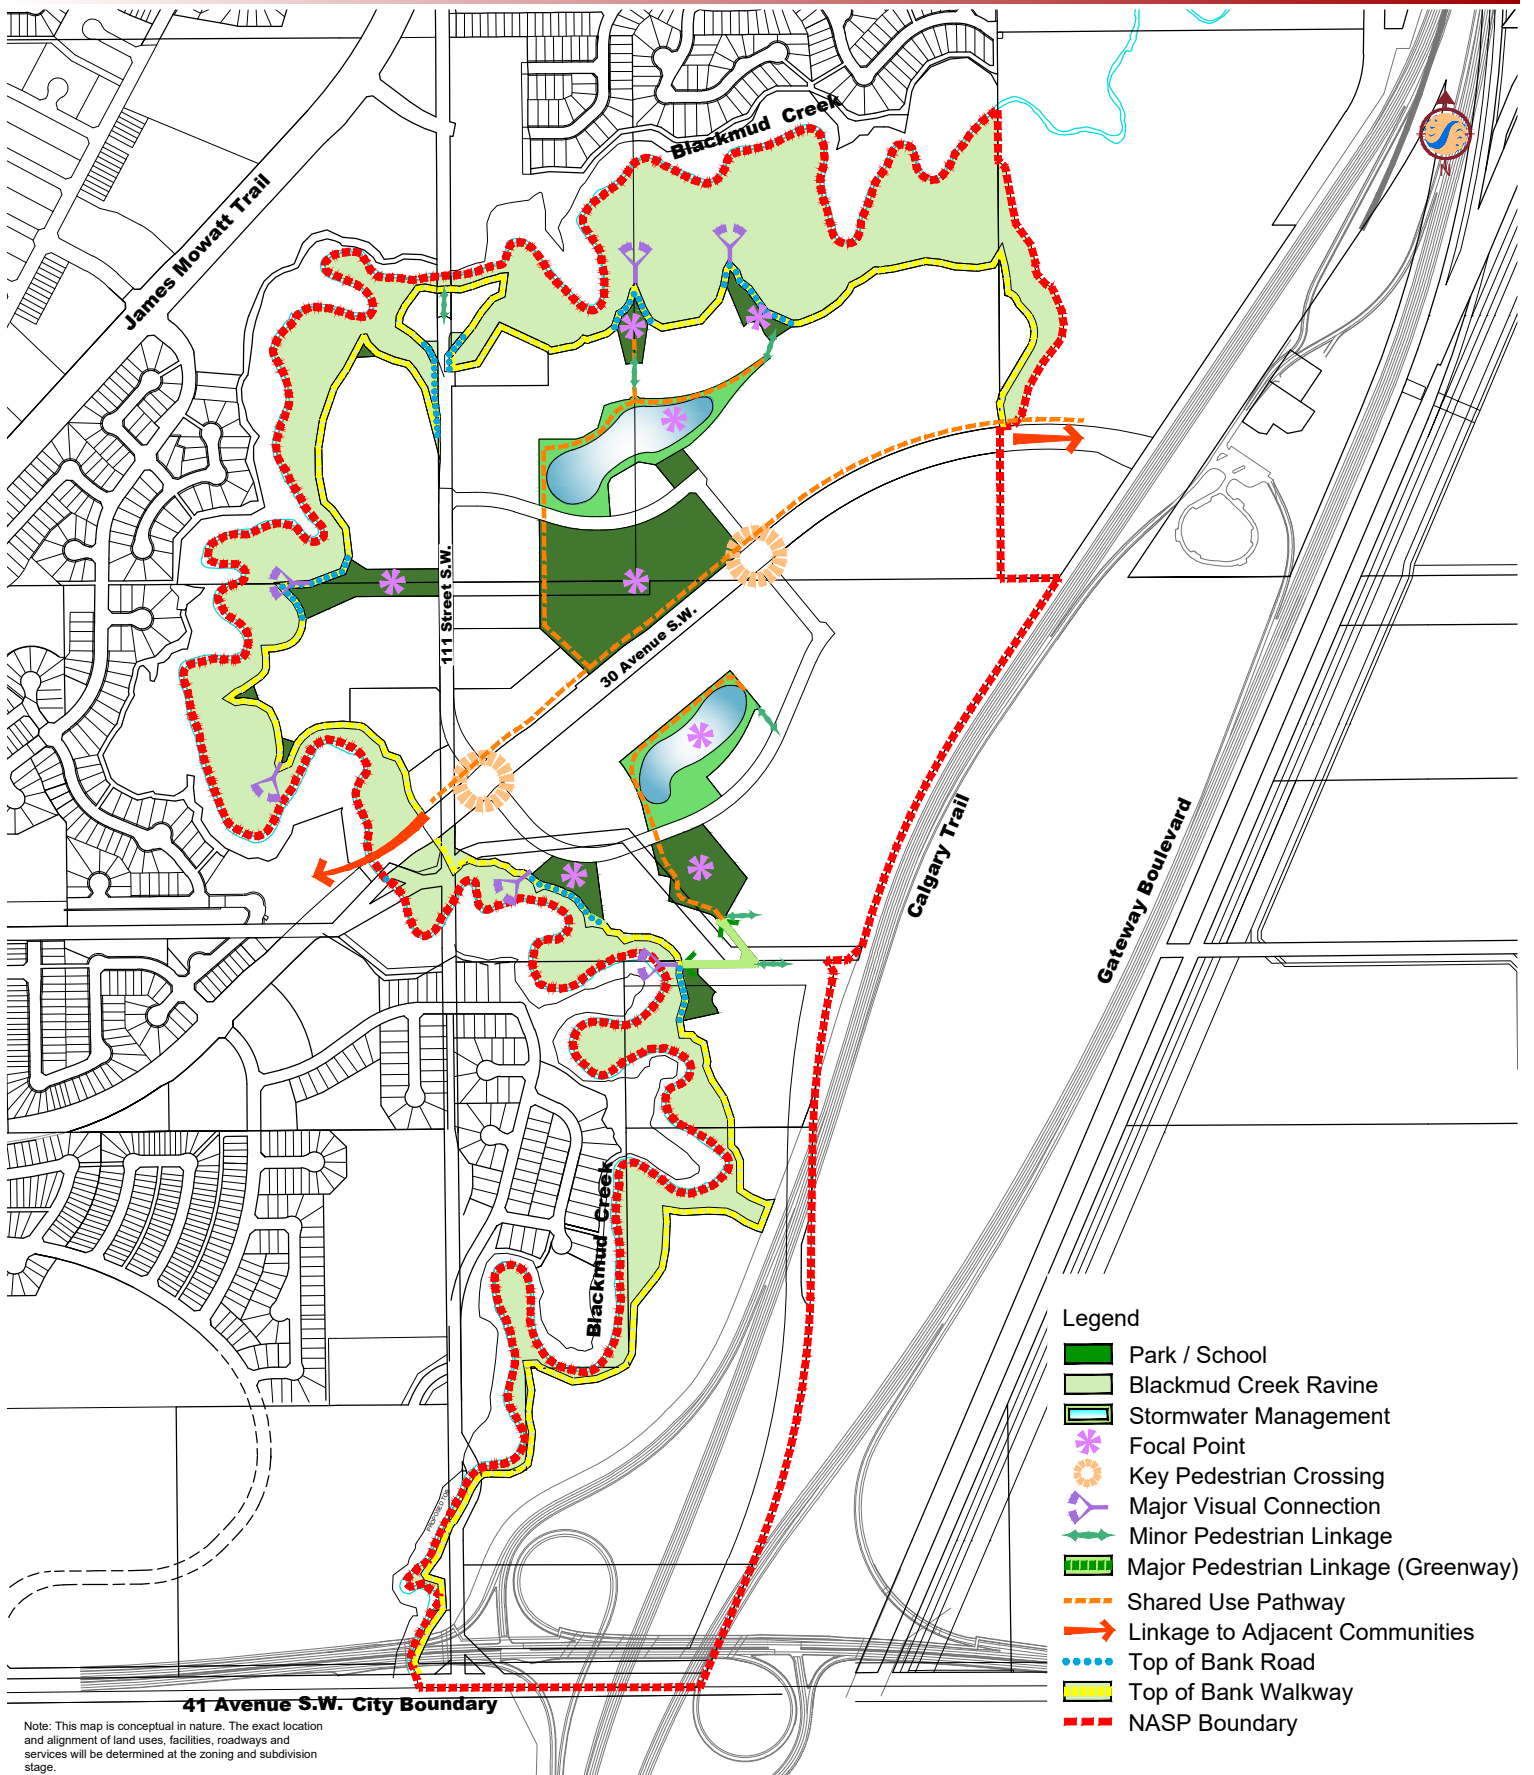 Blackmud Creek
James Mowatt Trail
N
111 Street S.W.
30 Avenue S.W.
Calgary Trail
Gateway Boulevard
Blackmud Creek
Legend
Park / School
Blackmud Creek Ravine
Stormwater Management
Focal Point
Key Pedestrian Crossing
Major Visual Connection
Minor Pedestrian Linkage
Major Pedestrian Linkage (Greenway)
Shared Use Pathway
Linkage to Adjacent Communities
Top of Bank Road
Top of Bank Walkway
NASP Boundary
41 Avenue S.W. City Boundary
Note: This map is conceptual in nature. The exact location
and alignment of land uses, facilities, roadways and
services will be determined at the zoning and subdivision
stage.